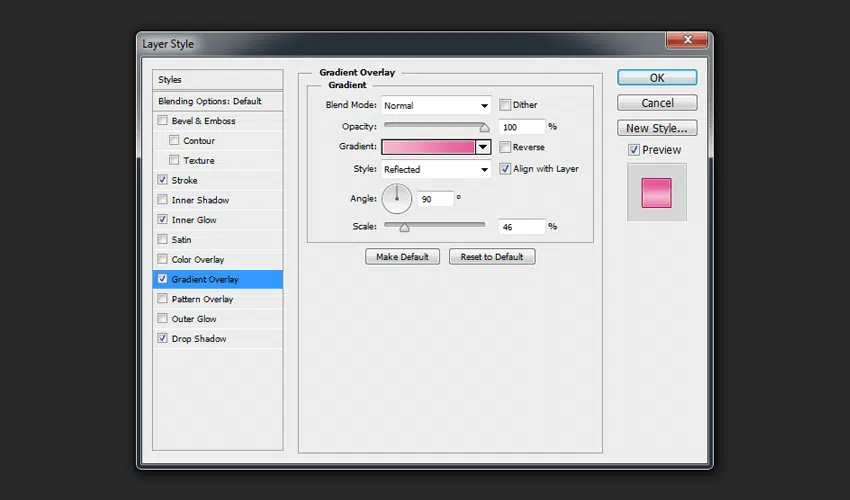 Layer Style
Styles
Blending Options: Default
Bevel & Emboss
Contour
Texture
Stroke
Inner Shadow
Inner Glow
Satin
Color Overlay
Gradient Overlay
Pattern Overlay
Outer Glow
Drop Shadow
Gradient Overlay
Gradient
Blend Mode: Normal Dither
Opacity: 100 %
Gradient: Reverse
Style: Reflected Align with Layer
Angle: 90 °
Scale: 46 %
Make Default Reset to Default
OK
Cancel
New Style...
Preview